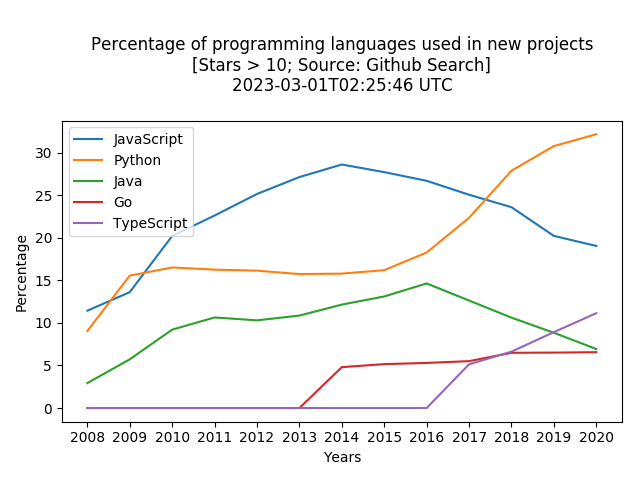 Percentage of programming languages used in new projects
[Stars > 10; Source: Github Search]
2023-03-01T02:25:46 UTC
JavaScript
Python
Java
Go
TypeScript
Percentage
30
25
20
15
10
5
0
2008 2009 2010 2011 2012 2013 2014 2015 2016 2017 2018 2019 2020
Years